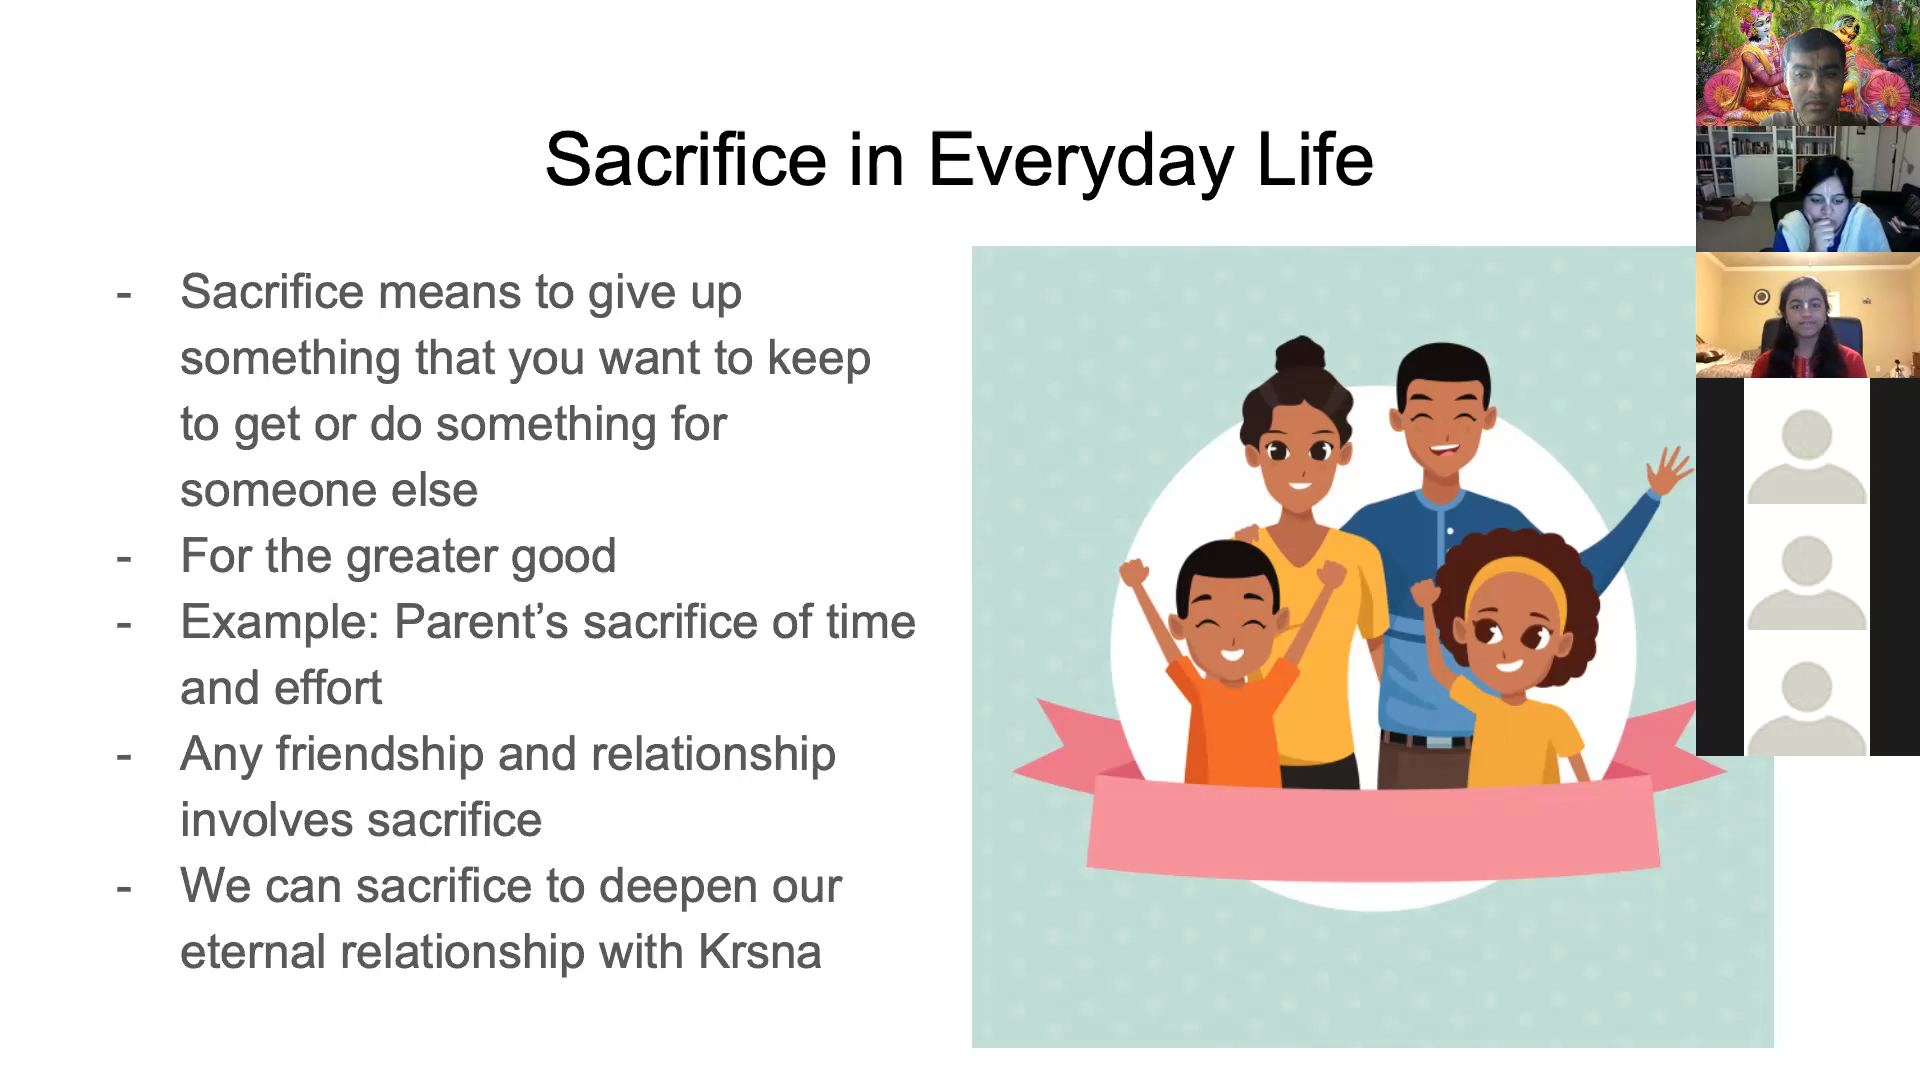 Sacrifice in Everyday Life
- Sacrifice means to give up
something that you want to keep
to get or do something for
someone else
- For the greater good
- Example: Parent’s sacrifice of time
and effort
- Any friendship and relationship
involves sacrifice
- We can sacrifice to deepen our
eternal relationship with Krsna